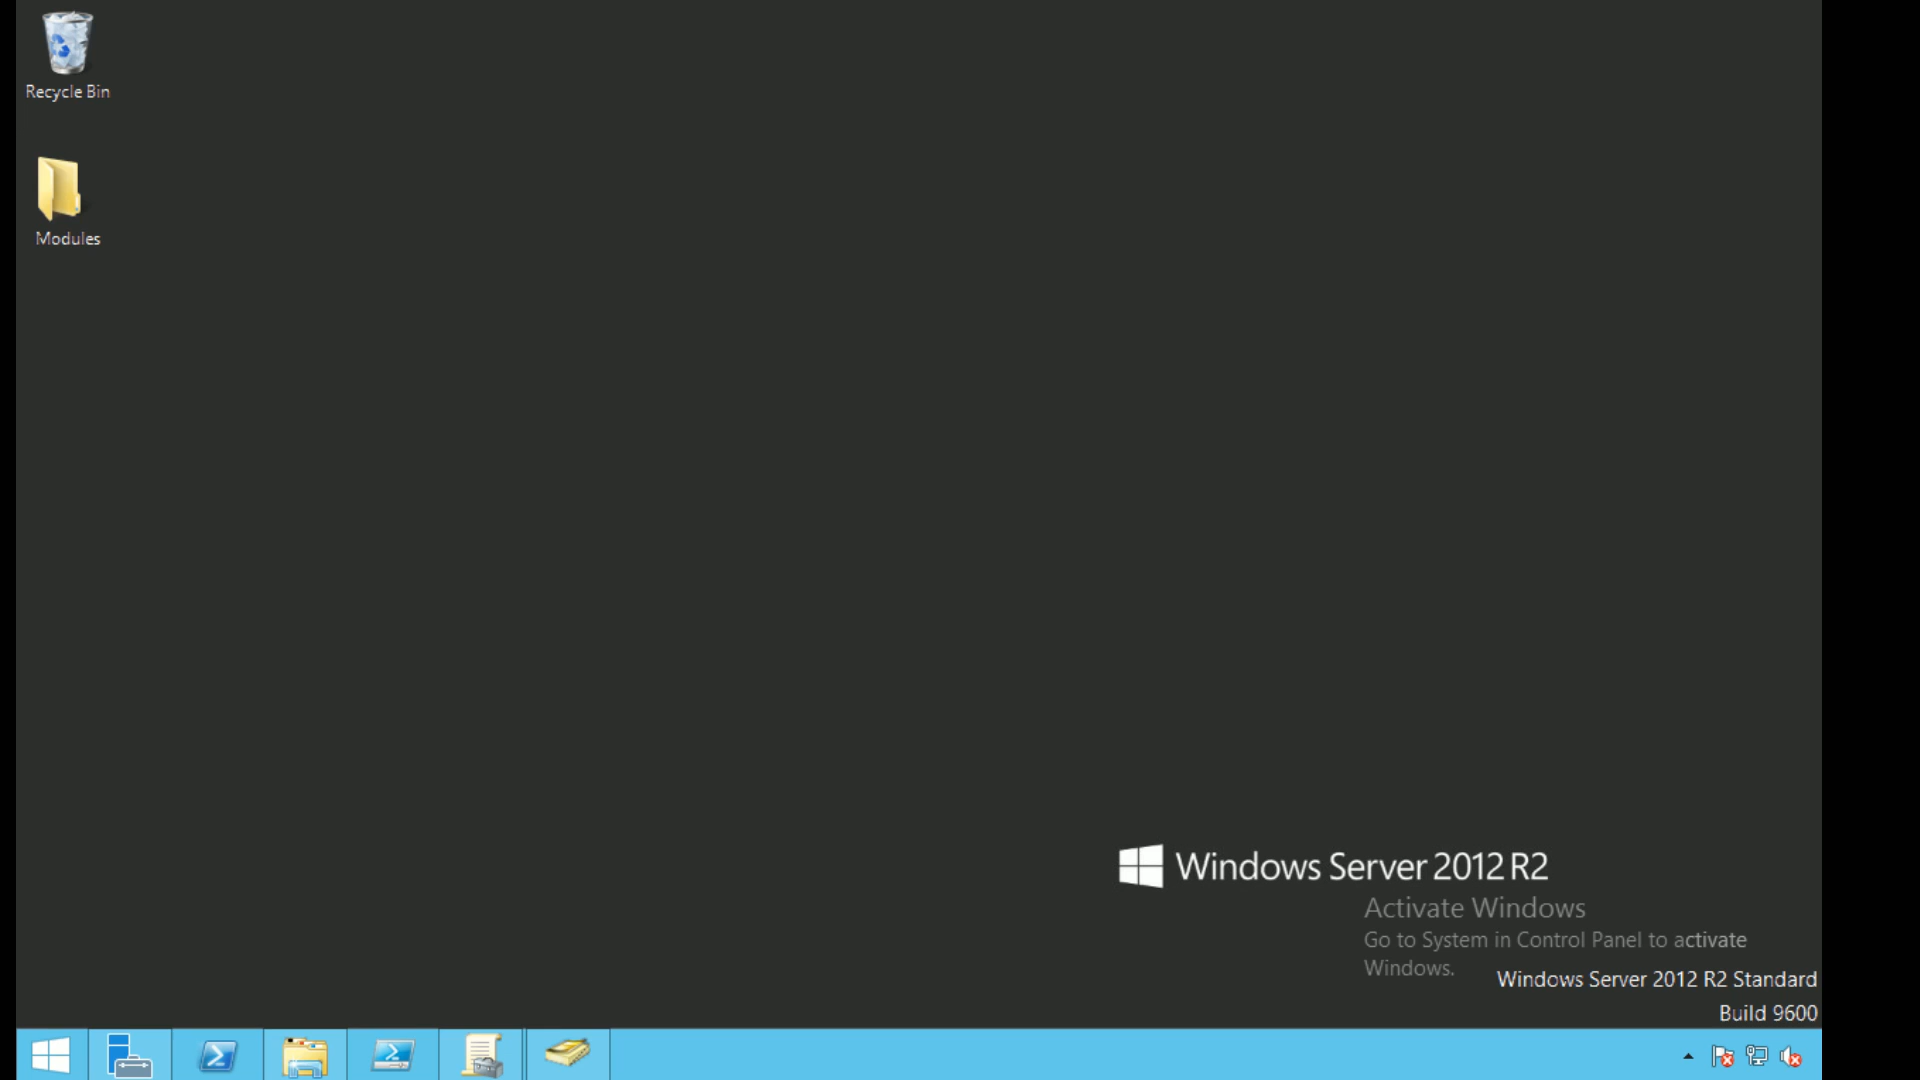 Recycle Bin
Modules
Windows Server 2012 R2
Activate Windows
Go to System in Control Panel to activate
Windows.
Windows Server 2012 R2 Standard
Build 9600